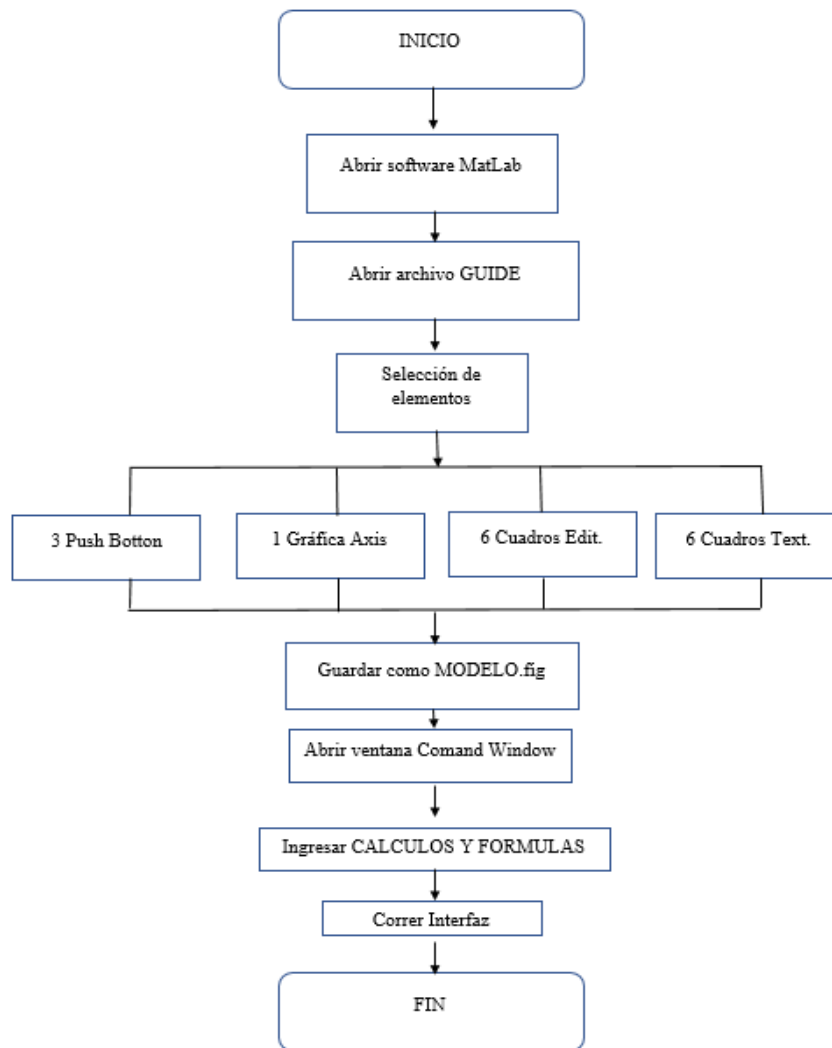 INICIO
Abrir software MatLab
Abrir archivo GUIDE
Selección de
elementos
3 Push Botton
1 Gráfica Axis
6 Cuadros Edit.
6 Cuadros Text.
Guardar como MODELO.fig
Abrir ventana Comand Window
Ingresar CALCULOS Y FORMULAS
Correr Interfaz
FIN